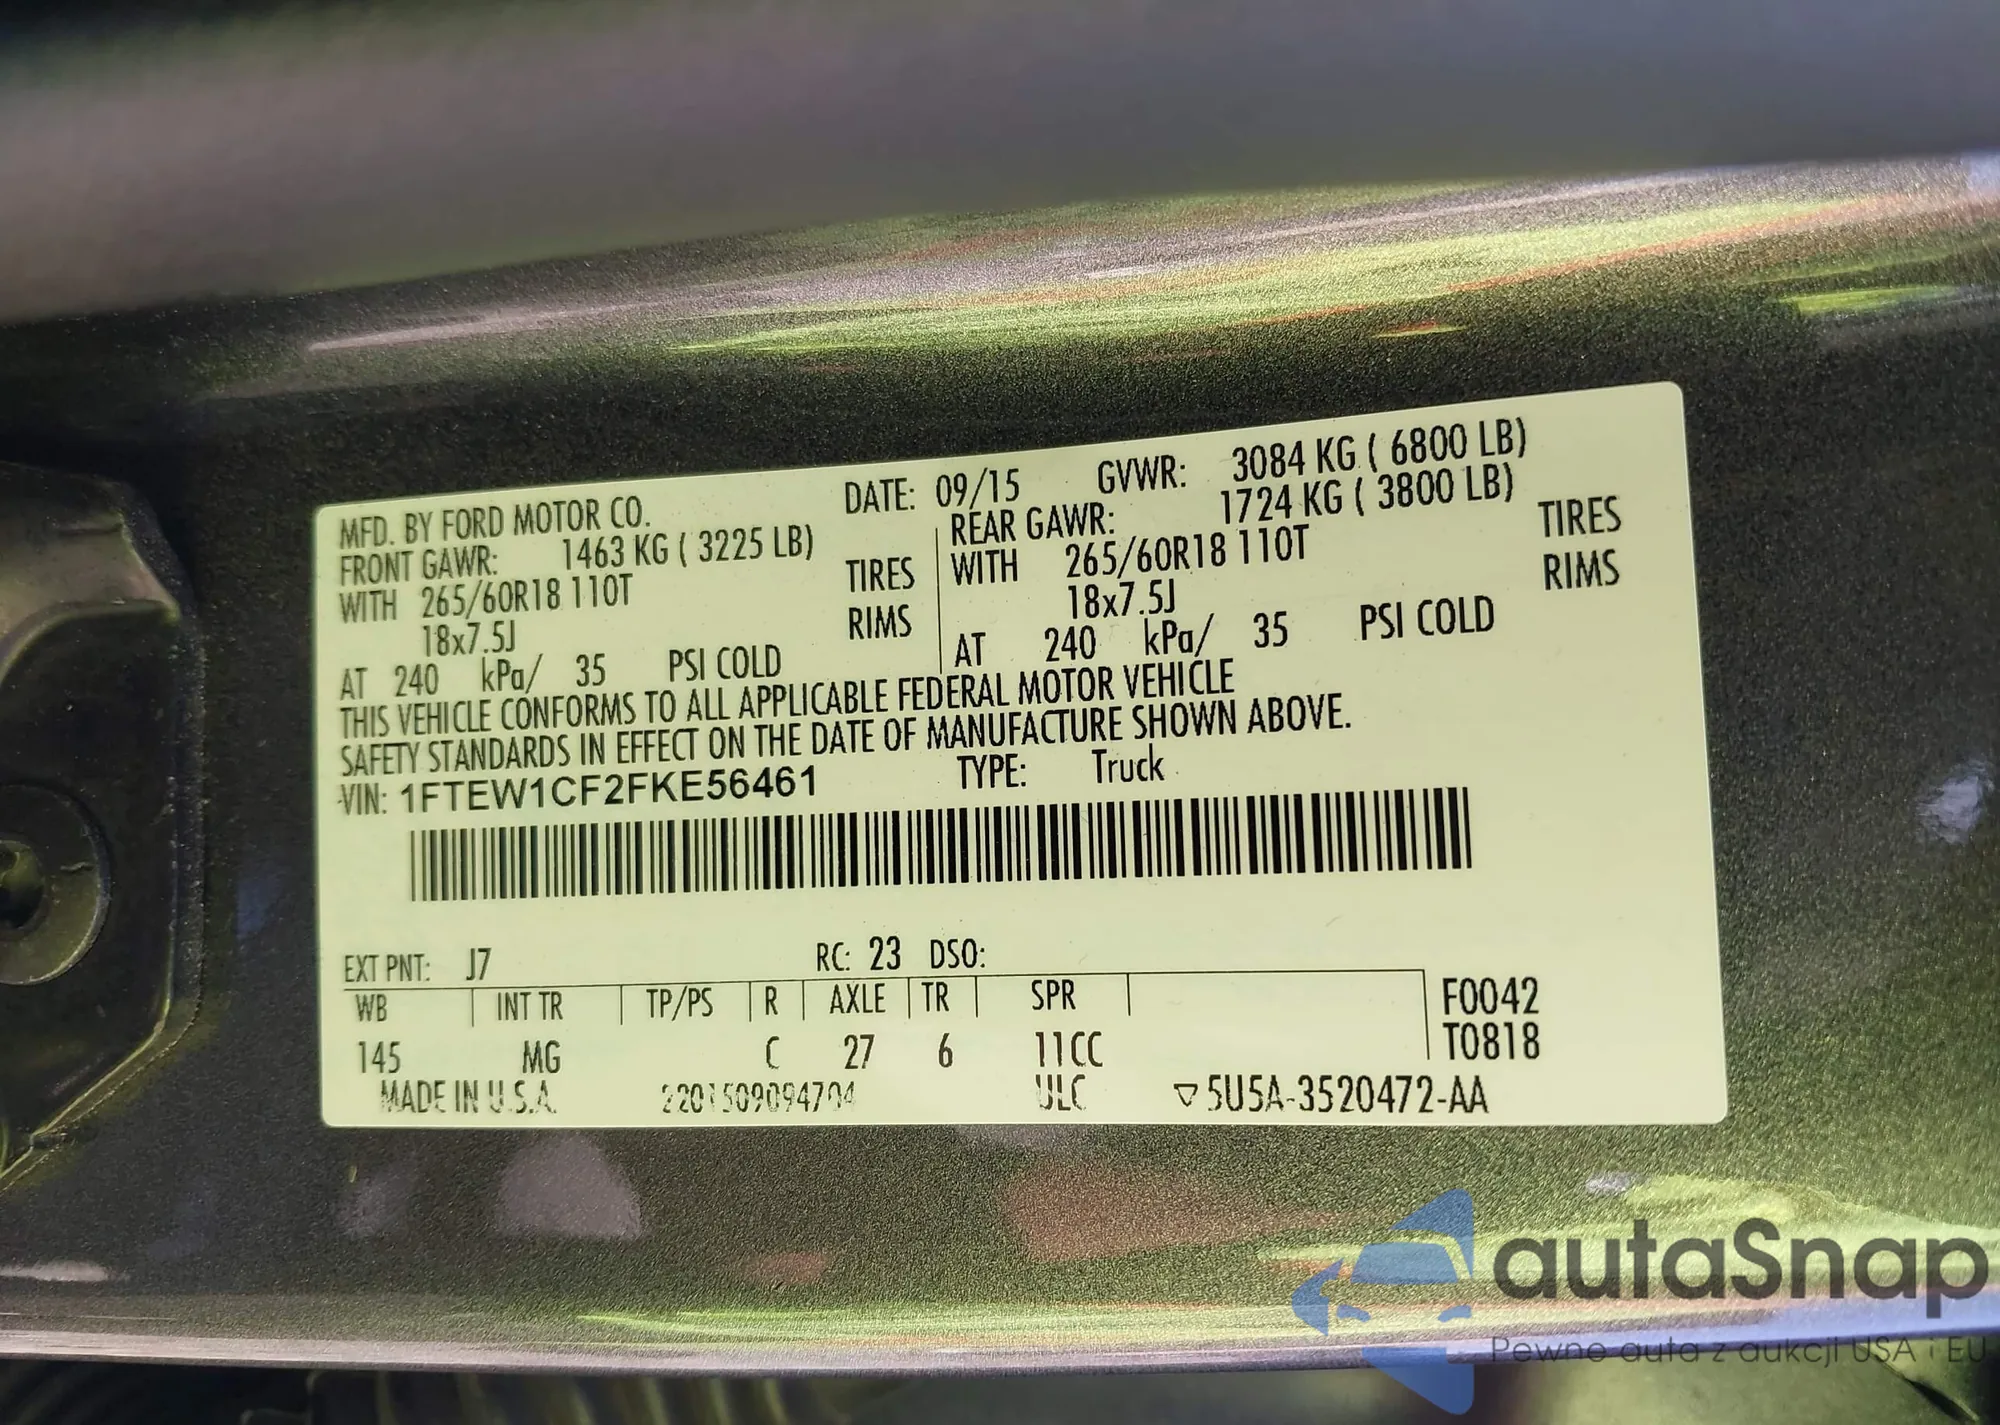 MFD. BY FORD MOTOR CO. DATE: 09/15 GVWR: 3084 KG ( 6800 LB)
FRONT GAWR: 1463 KG ( 3225 LB) REAR GAWR: 1724 KG ( 3800 LB)
WITH 265/60R18 110T TIRES WITH 265/60R18 110T TIRES
18x7.5J RIMS 18x7.5J RIMS
AT 240 kPa/ 35 PSI COLD AT 240 kPa/ 35 PSI COLD
THIS VEHICLE CONFORMS TO ALL APPLICABLE FEDERAL MOTOR VEHICLE
SAFETY STANDARDS IN EFFECT ON THE DATE OF MANUFACTURE SHOWN ABOVE.
VIN: 1FTEW1CF2FKE56461 TYPE: Truck
EXT PNT: J7 RC: 23 DSO:
WB INT TR TP/PS R AXLE TR SPR F0042
145 MG C 27 6 11CC T0818
MADE IN U.S.A. 2201509094704 ULC ▽5U5A-3520472-AA
autaSnap
Pewne auta z aukcji USA i EU